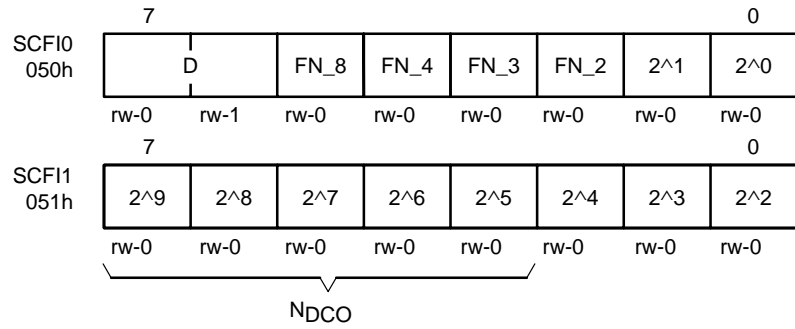 7 0
SCFI0
050h
D FN_8 FN_4 FN_3 FN_2 2^1 2^0
rw-0 rw-1 rw-0 rw-0 rw-0 rw-0 rw-0 rw-0
7 0
SCFI1
051h
2^9 2^8 2^7 2^6 2^5 2^4 2^3 2^2
rw-0 rw-0 rw-0 rw-0 rw-0 rw-0 rw-0 rw-0
NDCO